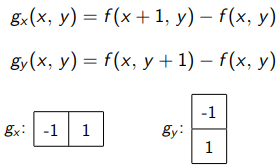 gx(x, y) = f(x + 1, y) − f(x, y)
gy(x, y) = f(x, y + 1) − f(x, y)
gx: -1 1
gy: -1
1